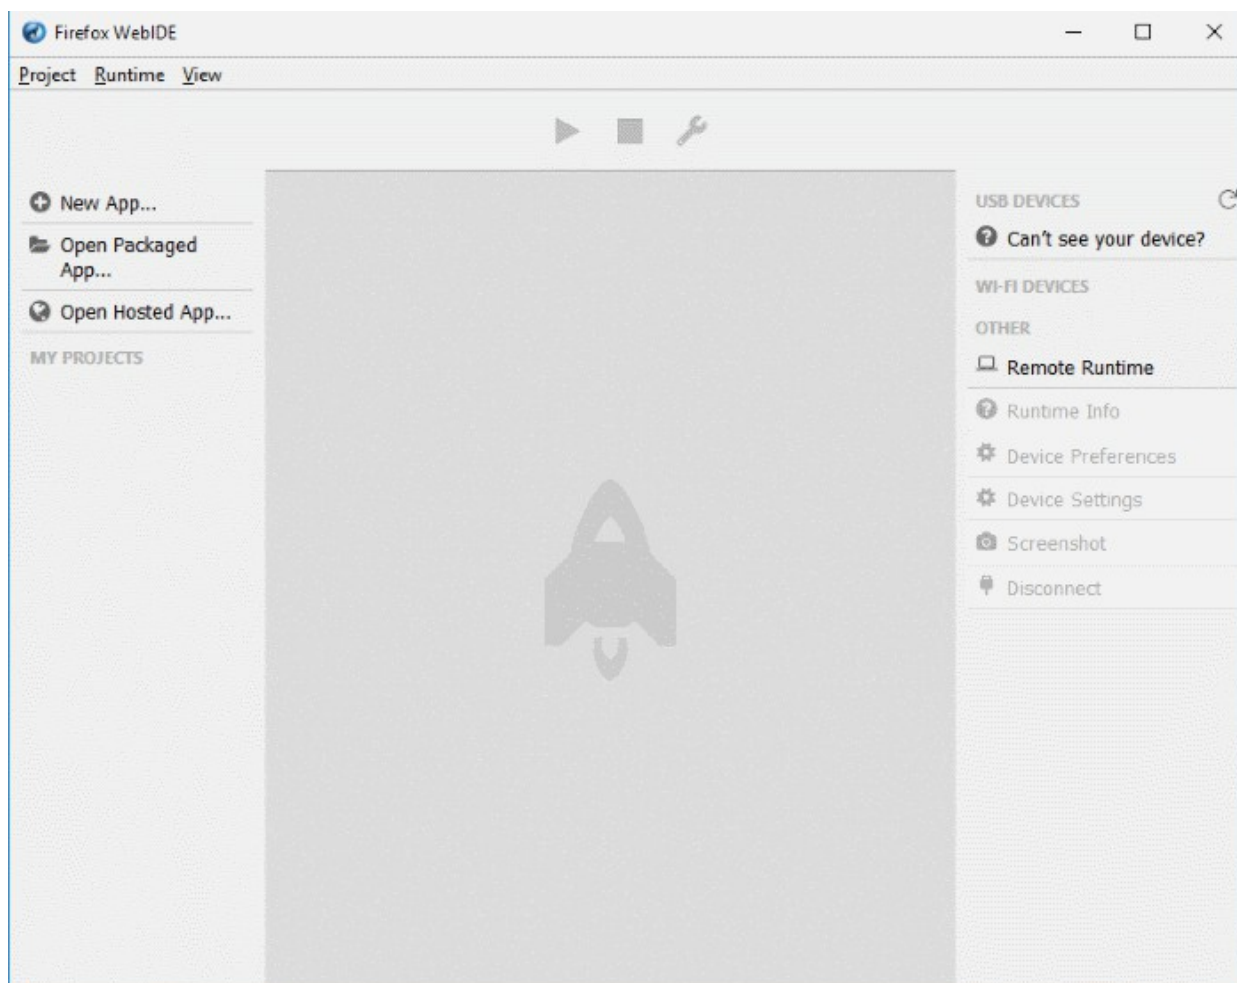 Firefox WebIDE
Project Runtime View
New App...
Open Packaged
App...
Open Hosted App...
MY PROJECTS
USB DEVICES
Can't see your device?
WI-FI DEVICES
OTHER
Remote Runtime
Runtime Info
Device Preferences
Device Settings
Screenshot
Disconnect